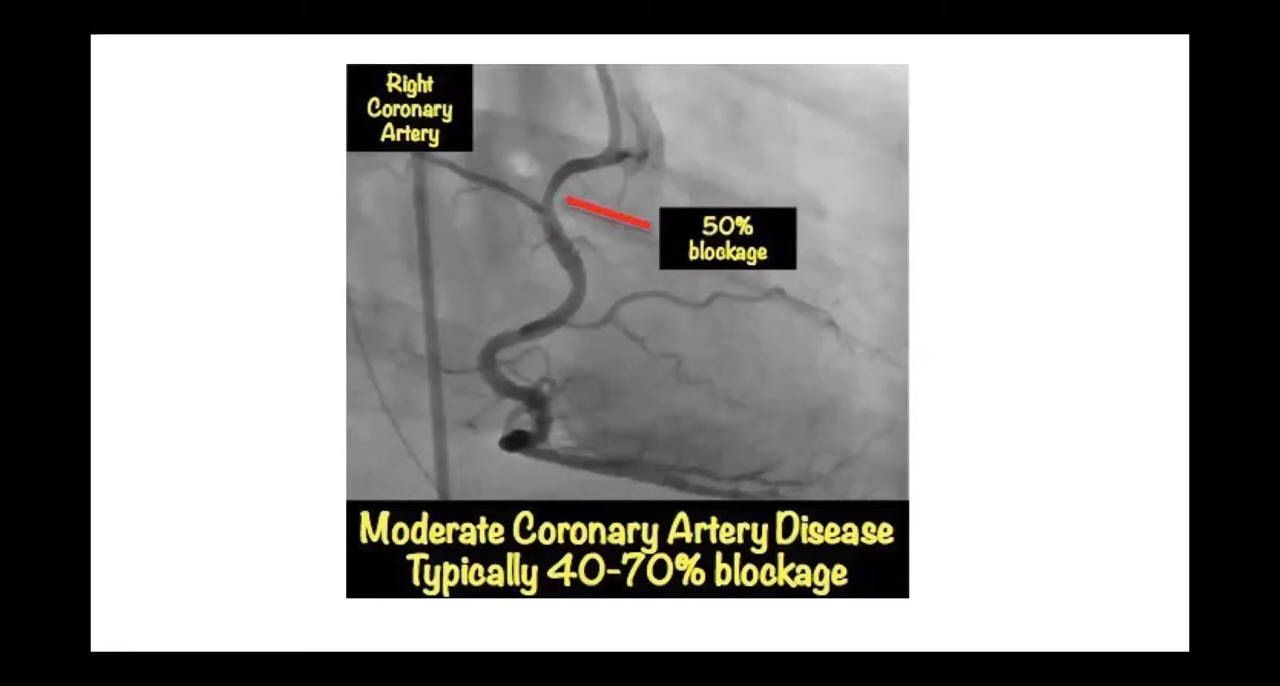 Right
Coronary
Artery
50%
blockage
Moderate Coronary Artery Disease
Typically 40-70% blockage